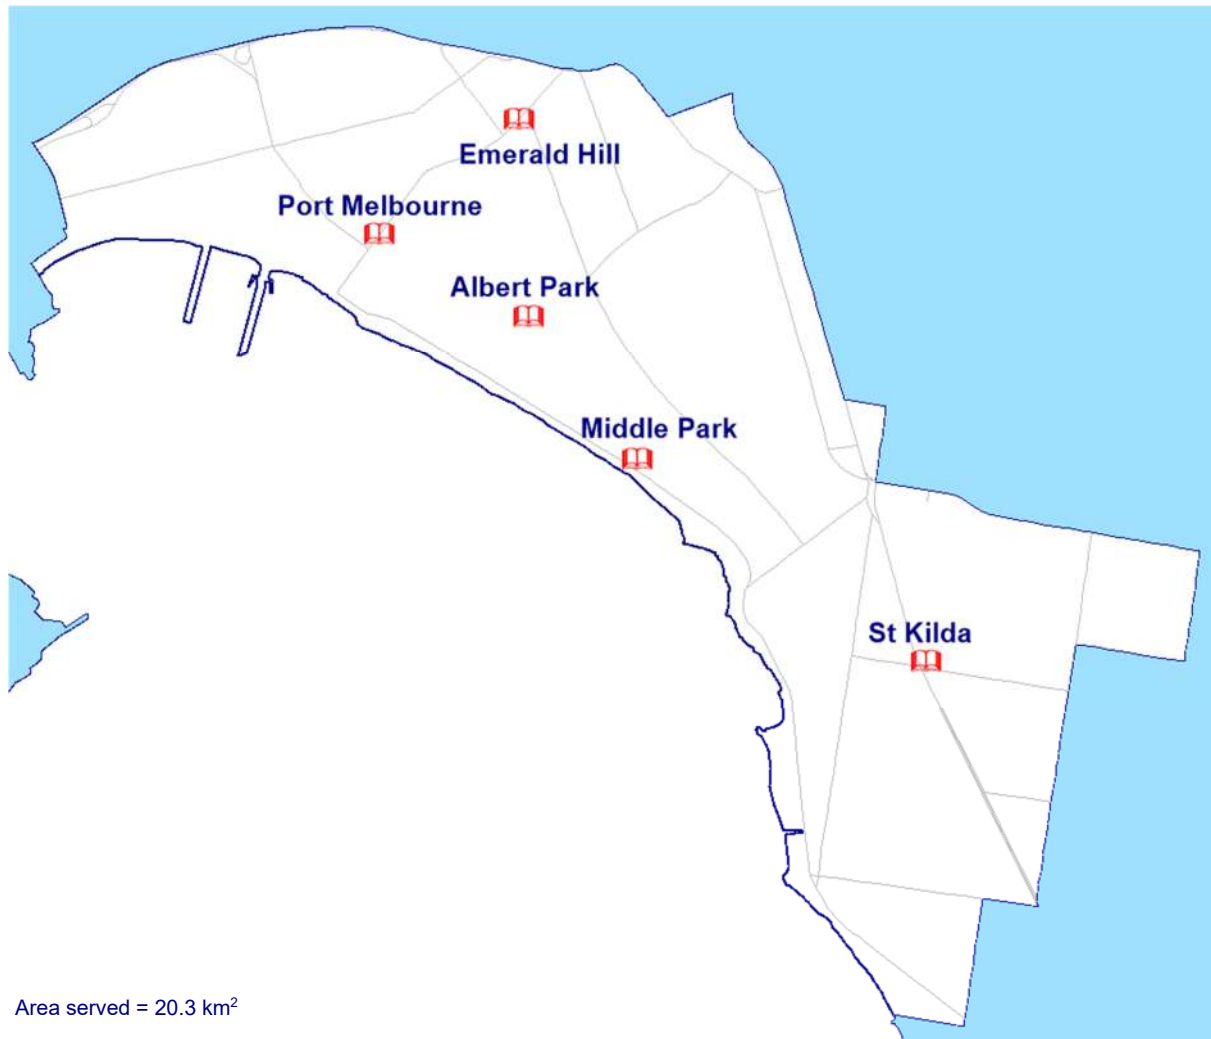 Emerald Hill
Port Melbourne
Albert Park
Middle Park
St Kilda
Area served = 20.3 km²